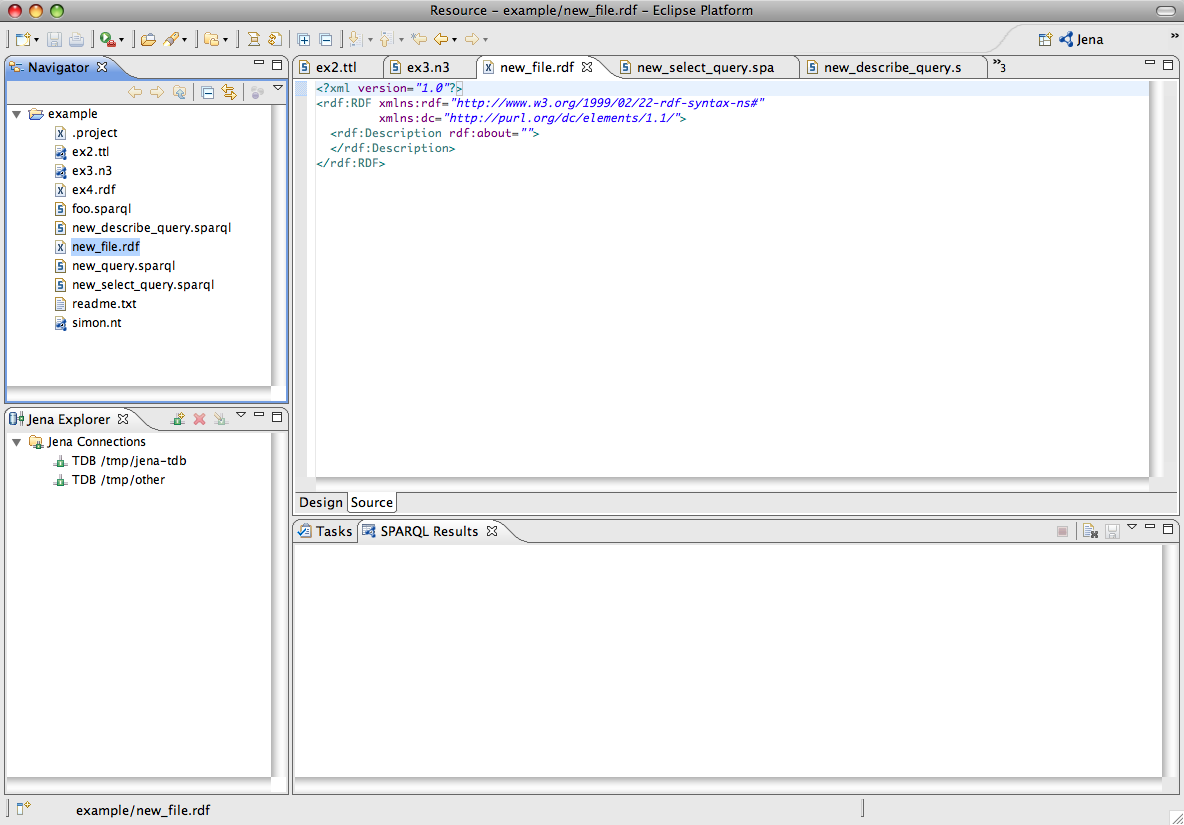 Resource - example/new_file.rdf - Eclipse Platform
Jena
»
Navigator
example
.project
ex2.ttl
ex3.n3
ex4.rdf
foo.sparql
new_describe_query.sparql
new_file.rdf
new_query.sparql
new_select_query.sparql
readme.txt
simon.nt
Jena Explorer
Jena Connections
TDB /tmp/jena-tdb
TDB /tmp/other
ex2.ttl ex3.n3 new_file.rdf new_select_query.spa new_describe_query.s »3
<?xml version="1.0"?>
<rdf:RDF xmlns:rdf="http://www.w3.org/1999/02/22-rdf-syntax-ns#"
xmlns:dc="http://purl.org/dc/elements/1.1/">
<rdf:Description rdf:about="">
</rdf:Description>
</rdf:RDF>
Design Source
Tasks SPARQL Results
example/new_file.rdf